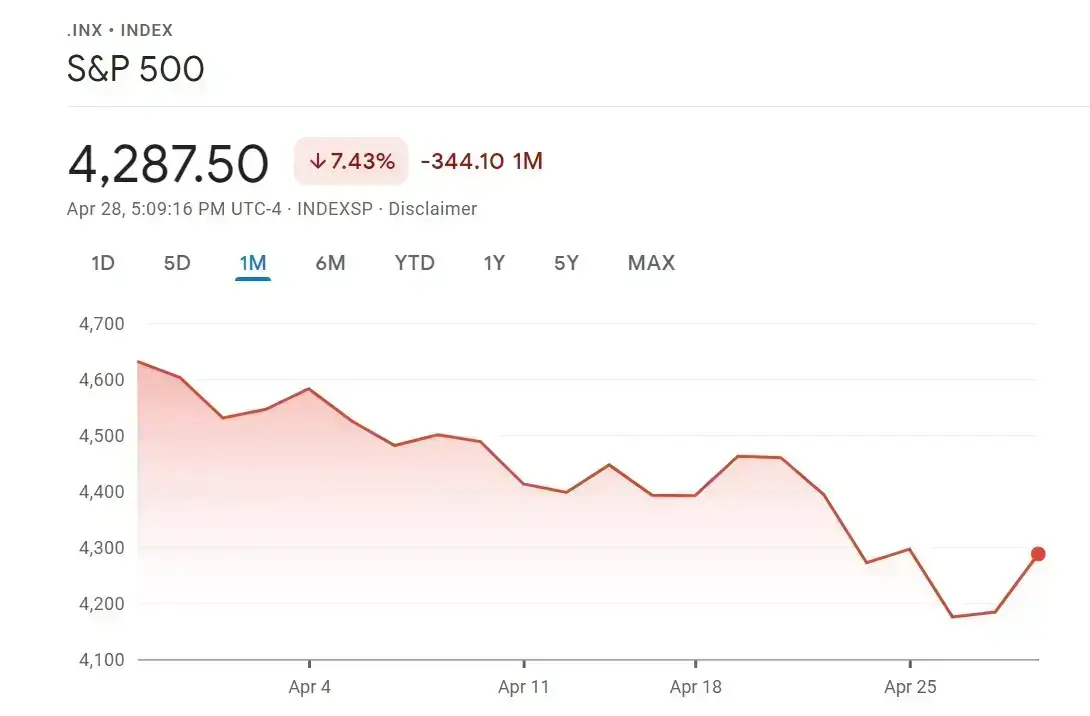 .INX • INDEX
S&P 500
4,287.50 ↓7.43% -344.10 1M
Apr 28, 5:09:16 PM UTC-4 · INDEXSP · Disclaimer
1D 5D 1M 6M YTD 1Y 5Y MAX
4,700
4,600
4,500
4,400
4,300
4,200
4,100
Apr 4 Apr 11 Apr 18 Apr 25